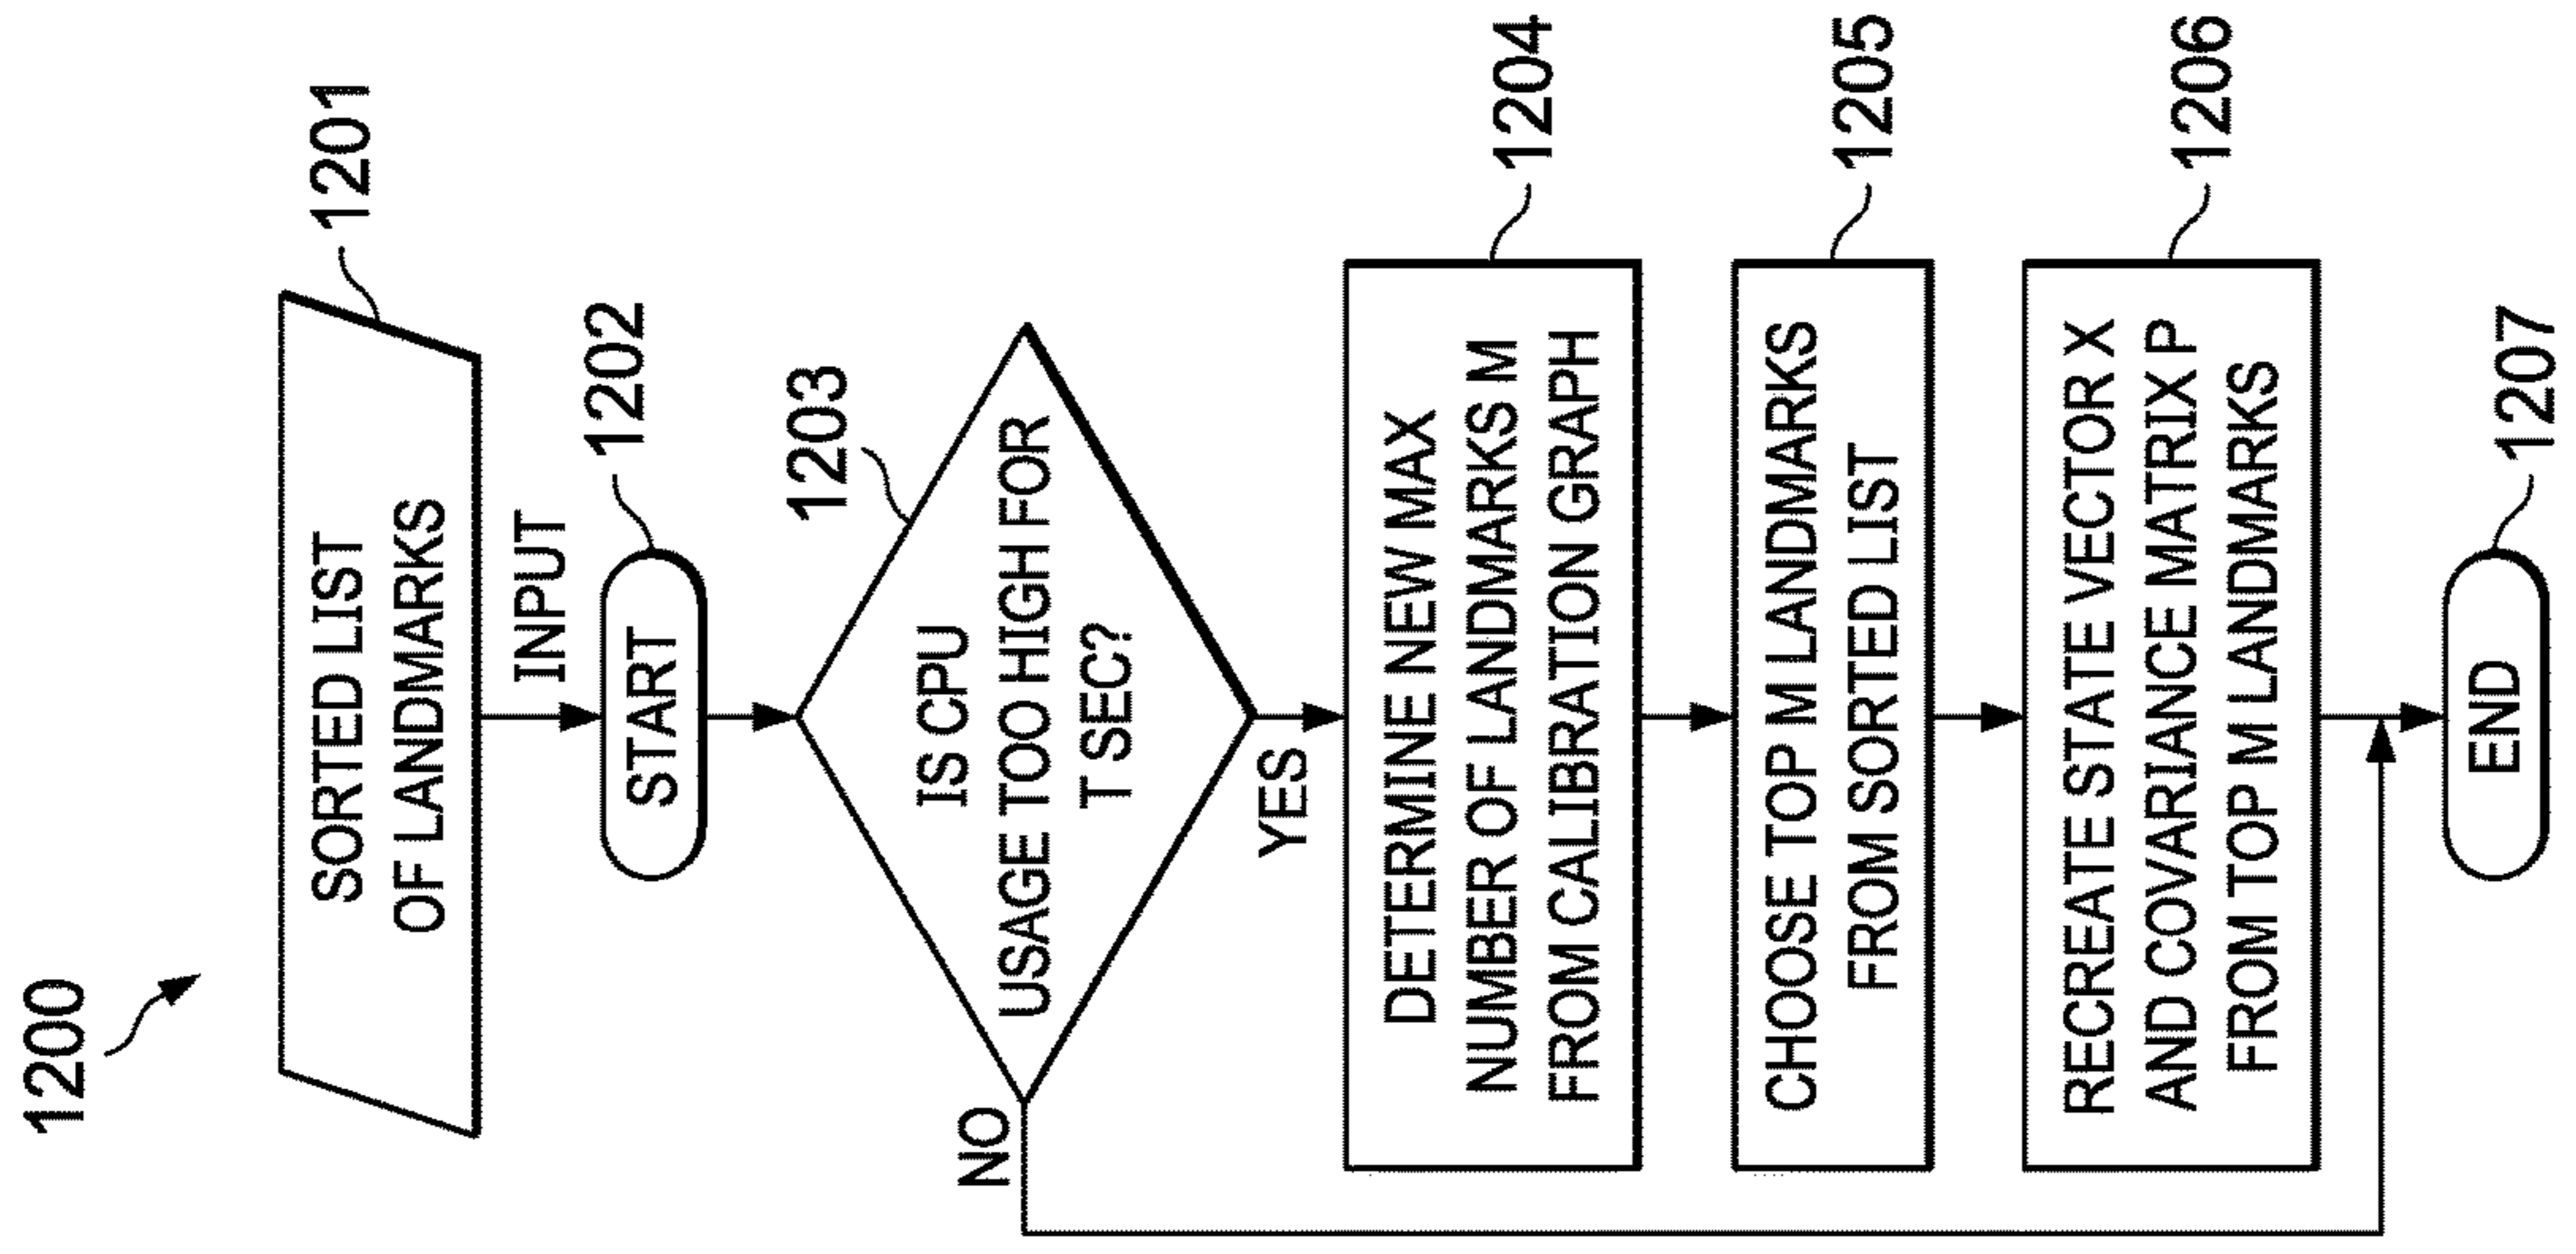 1200
SORTED LIST
OF LANDMARKS
1201
INPUT
START
1202
IS CPU
USAGE TOO HIGH FOR
T SEC?
1203
NO
YES
DETERMINE NEW MAX
NUMBER OF LANDMARKS M
FROM CALIBRATION GRAPH
1204
CHOOSE TOP M LANDMARKS
FROM SORTED LIST
1205
RECREATE STATE VECTOR X
AND COVARIANCE MATRIX P
FROM TOP M LANDMARKS
1206
END
1207